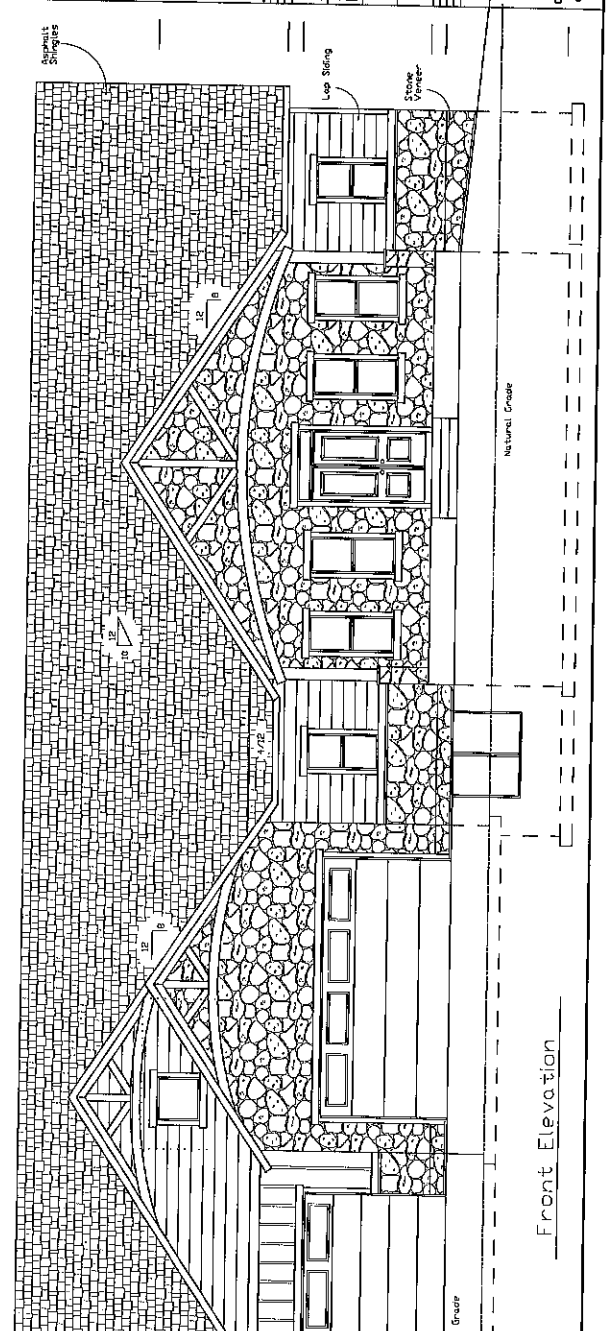 Asphalt
Shingles
Lap Siding
Stone
Veneer
12
8
12
10
4/12
12
8
Natural Grade
Grade
Front Elevation